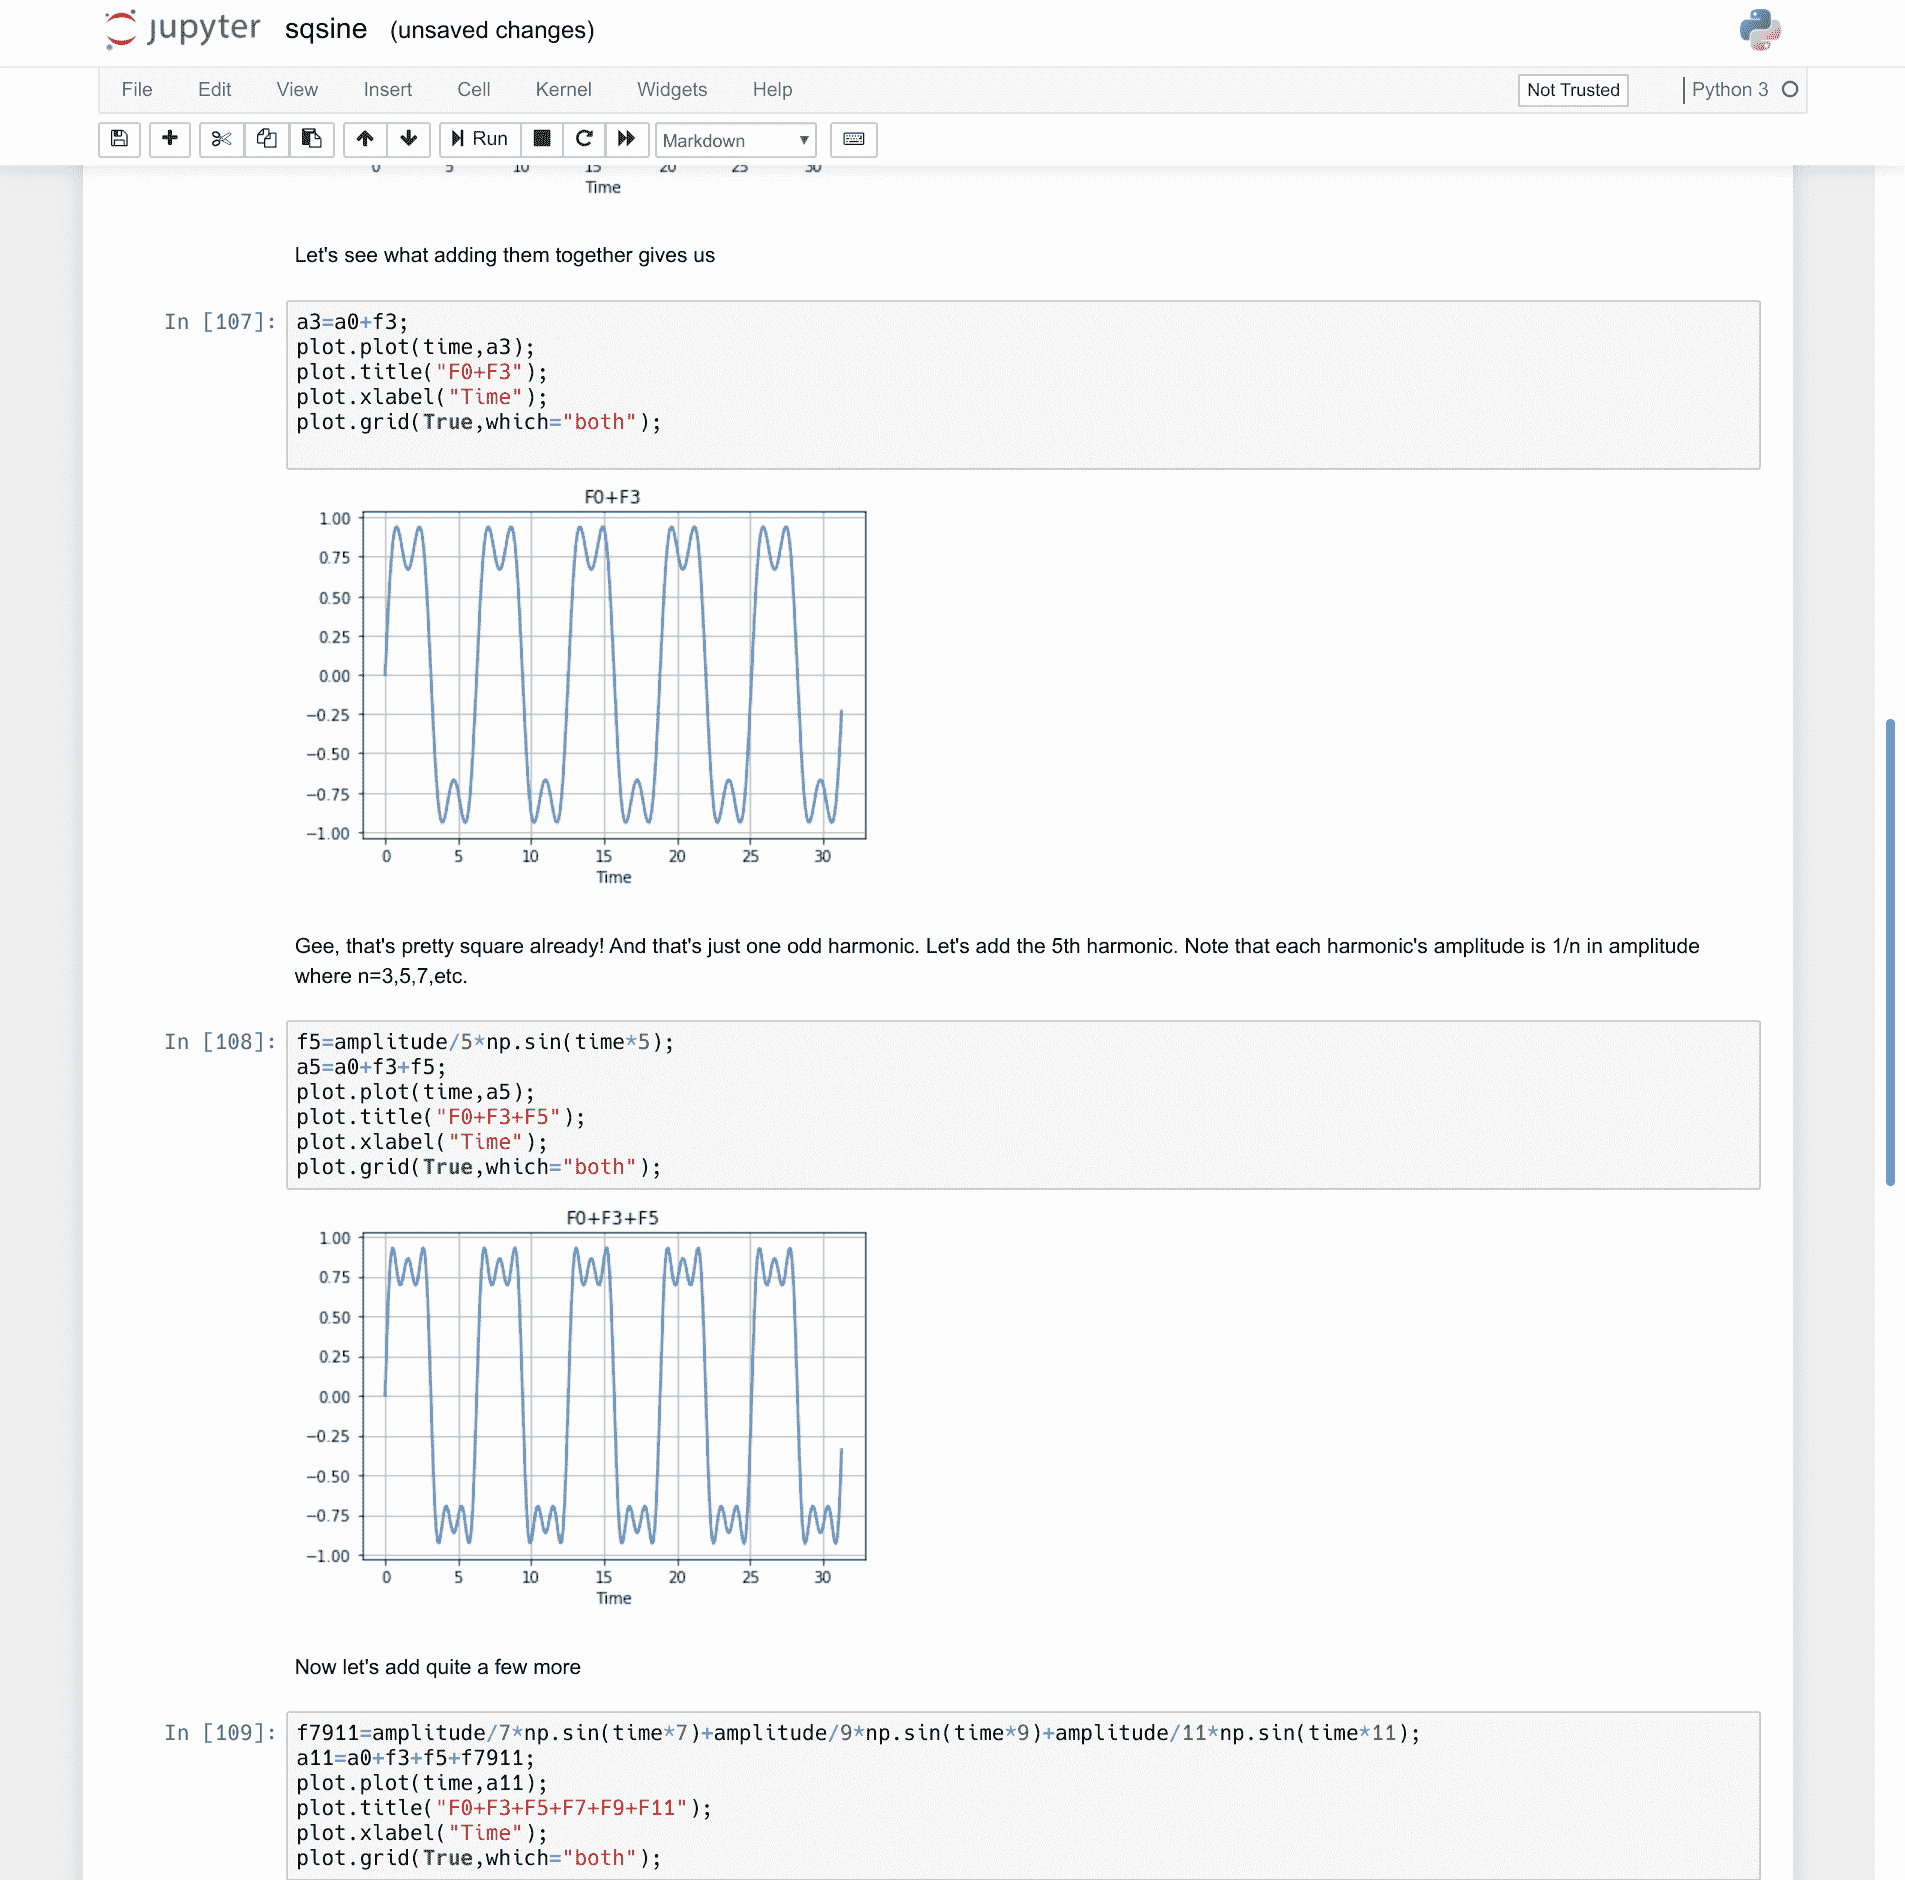 jupyter sqsine (unsaved changes)
File Edit View Insert Cell Kernel Widgets Help Not Trusted Python 3
Run Markdown
0 5 10 15 20 25 30
Time
Let's see what adding them together gives us
In [107]: a3=a0+f3;
plot.plot(time,a3);
plot.title("F0+F3");
plot.xlabel("Time");
plot.grid(True,which="both");
F0+F3
1.00
0.75
0.50
0.25
0.00
−0.25
−0.50
−0.75
−1.00
0 5 10 15 20 25 30
Time
Gee, that's pretty square already! And that's just one odd harmonic. Let's add the 5th harmonic. Note that each harmonic's amplitude is 1/n in amplitude
where n=3,5,7,etc.
In [108]: f5=amplitude/5*np.sin(time*5);
a5=a0+f3+f5;
plot.plot(time,a5);
plot.title("F0+F3+F5");
plot.xlabel("Time");
plot.grid(True,which="both");
F0+F3+F5
1.00
0.75
0.50
0.25
0.00
−0.25
−0.50
−0.75
−1.00
0 5 10 15 20 25 30
Time
Now let's add quite a few more
In [109]: f7911=amplitude/7*np.sin(time*7)+amplitude/9*np.sin(time*9)+amplitude/11*np.sin(time*11);
a11=a0+f3+f5+f7911;
plot.plot(time,a11);
plot.title("F0+F3+F5+F7+F9+F11");
plot.xlabel("Time");
plot.grid(True,which="both");